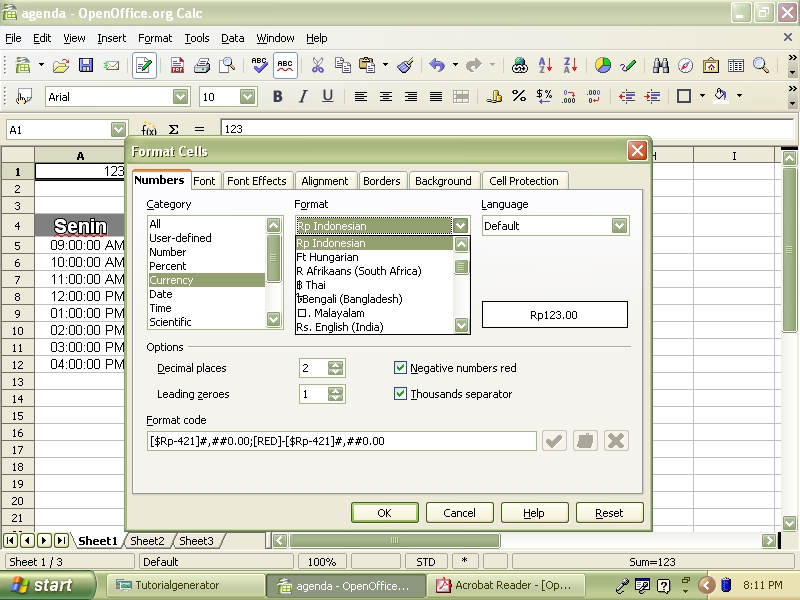 agenda - OpenOffice.org Calc
File Edit View Insert Format Tools Data Window Help
Arial 10 B I U
A1 f(x) Σ = 123
Format Cells
Numbers Font Font Effects Alignment Borders Background Cell Protection
Category Format Language
All
User-defined
Number
Percent
Currency
Date
Time
Scientific
Rp Indonesian
Rp Indonesian
Ft Hungarian
R Afrikaans (South Africa)
฿ Thai
Bengali (Bangladesh)
. Malayalam
Rs. English (India)
Default
Rp123.00
Options
Decimal places 2 Negative numbers red
Leading zeroes 1 Thousands separator
Format code
[$Rp-421]#,##0.00;[RED]-[$Rp-421]#,##0.00
OK Cancel Help Reset
A H I
1 123
2
3
4 Senin
5 09:00:00 AM
6 10:00:00 AM
7 11:00:00 AM
8 12:00:00 PM
9 01:00:00 PM
10 02:00:00 PM
11 03:00:00 PM
12 04:00:00 PM
13
14
15
16
17
18
19
20
21
Sheet1 Sheet2 Sheet3
Sheet 1 / 3 Default 100% STD * Sum=123
start Tutorialgenerator agenda - OpenOffice... Acrobat Reader - [Op... 8:11 PM